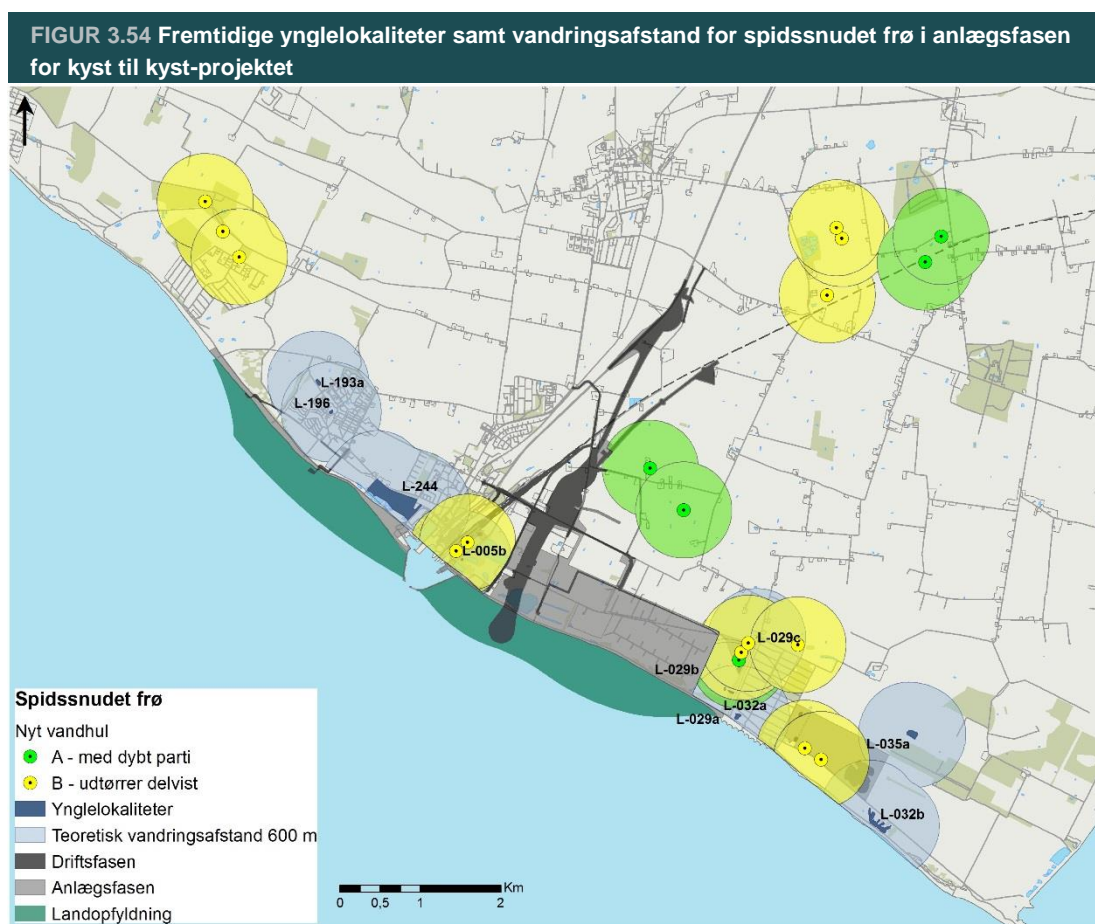 FIGUR 3.54 Fremtidige ynglelokaliteter samt vandringsafstand for spidssnudet frø i anlægsfasen
for kyst til kyst-projektet
L-193a
L-196
L-244
L-005b
L-029c
L-029b
L-032a
L-029a
L-035a
L-032b
Spidssnudet frø
Nyt vandhul
A - med dybt parti
B - udtørrer delvist
Ynglelokaliteter
Teoretisk vandringsafstand 600 m
Driftsfasen
Anlægsfasen
Landopfyldning
Km
0 0,5 1 2